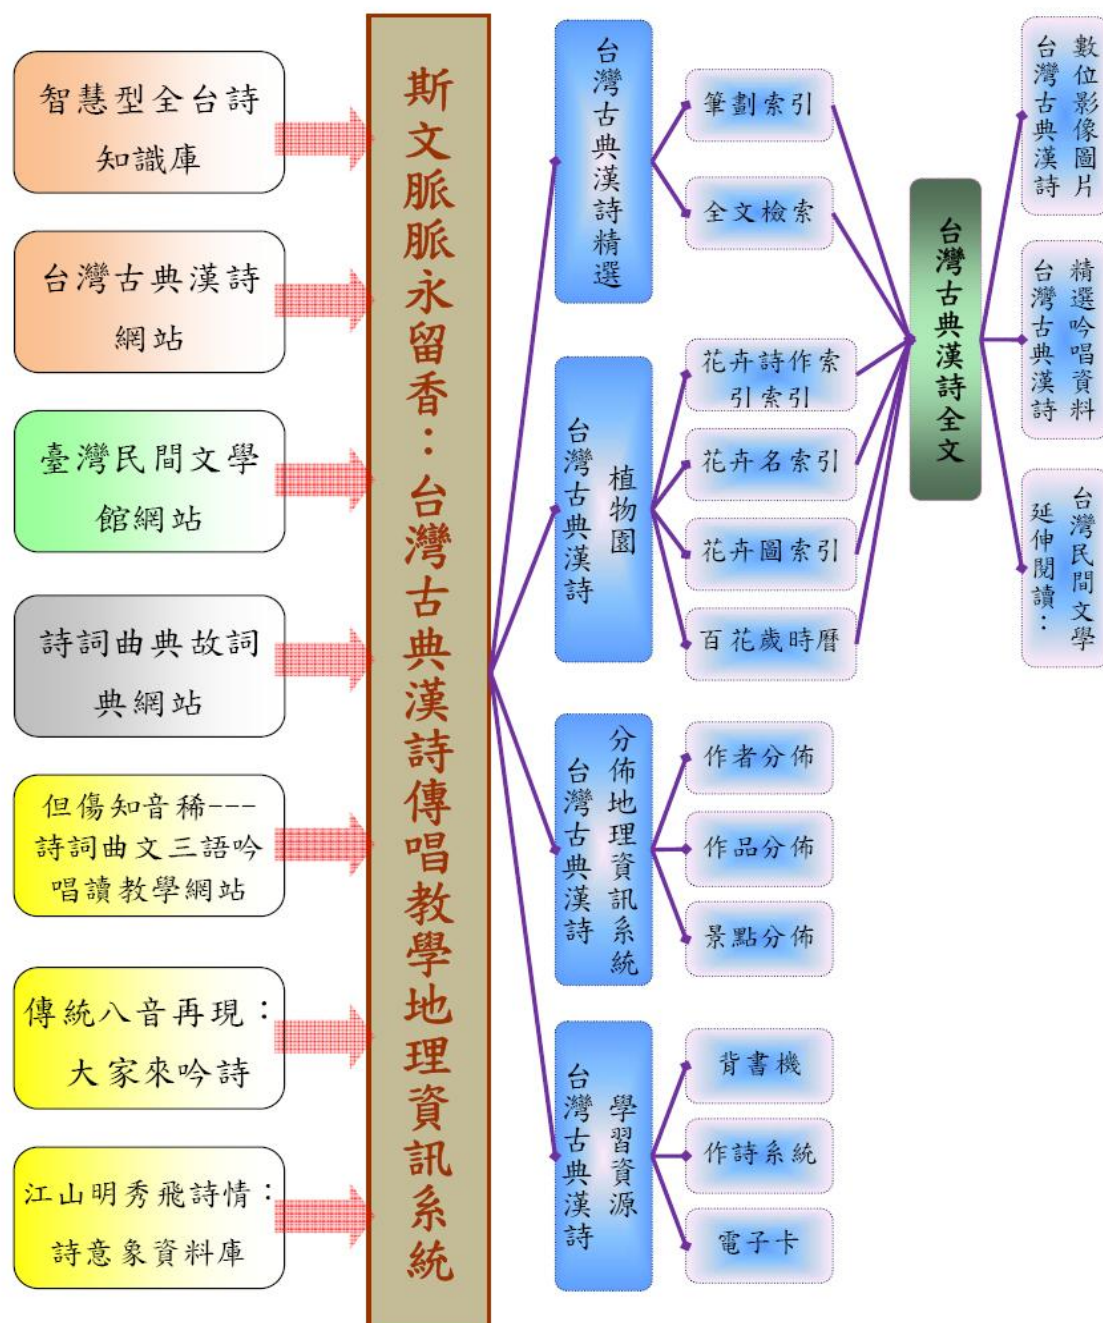 智慧型全台詩
知識庫
台灣古典漢詩
網站
臺灣民間文學
館網站
詩詞曲典故詞
典網站
但傷知音稀---
詩詞曲文三語吟
唱讀教學網站
傳統八音再現：
大家來吟詩
江山明秀飛詩情：
詩意象資料庫
斯文脈脈永留香：台灣古典漢詩傳唱教學地理資訊系統
台灣古典漢詩精選
筆劃索引
全文檢索
台灣古典漢詩
植物園
花卉詩作索
引索引
花卉名索引
花卉圖索引
百花歲時曆
台灣古典漢詩
分佈地理資訊系統
作者分佈
作品分佈
景點分佈
台灣古典漢詩
學習資源
背書機
作詩系統
電子卡
台灣古典漢詩全文
台灣古典漢詩
數位影像圖片
台灣古典漢詩
精選吟唱資料
延伸閱讀：
台灣民間文學